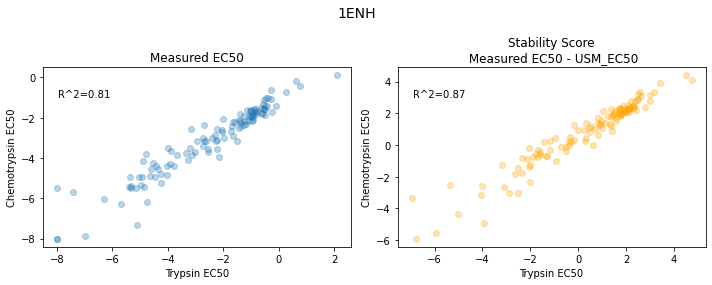 1ENH
Measured EC50
R^2=0.81
Chemotrypsin EC50
0
−2
−4
−6
−8
−8
−6
−4
−2
0
2
Trypsin EC50
Stability Score
Measured EC50 - USM_EC50
R^2=0.87
Chemotrypsin EC50
4
2
0
−2
−4
−6
−6
−4
−2
0
2
4
Trypsin EC50